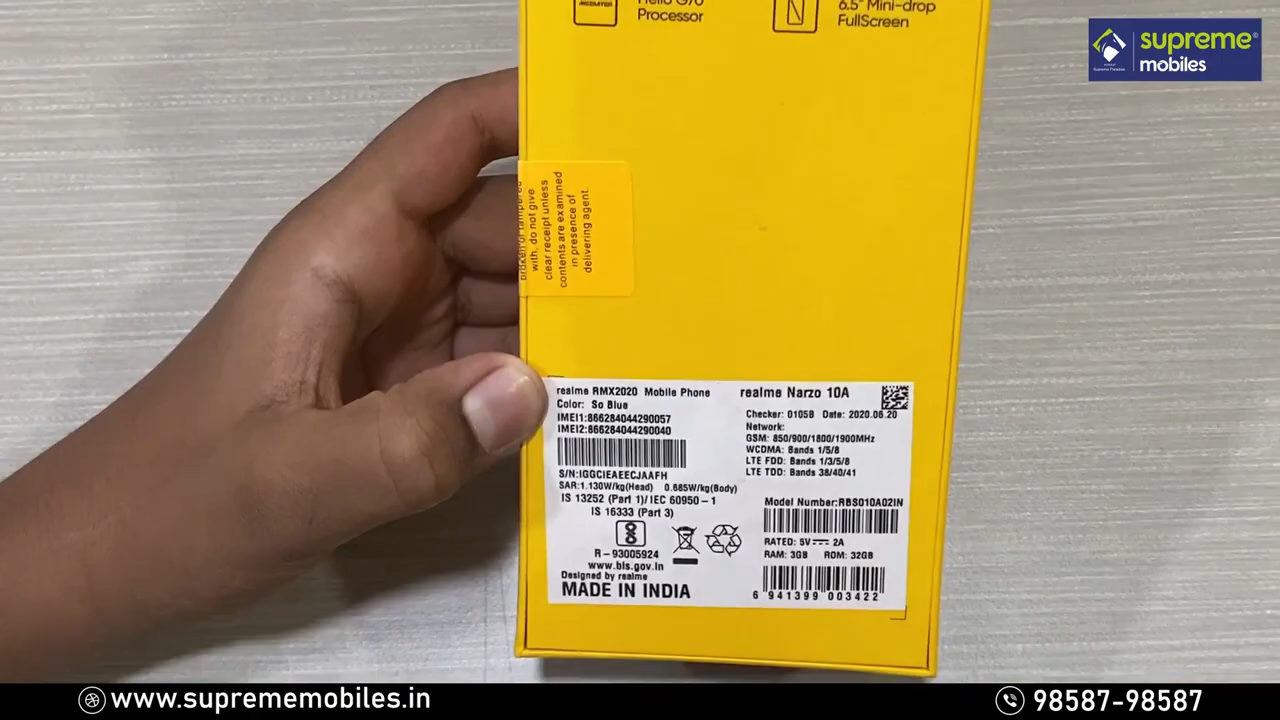 MEDIATEK
Helio G70
Processor
6.5" Mini-drop
FullScreen
supreme®
mobiles
broken or tampered
with, do not give
clear receipt unless
contents are examined
in presence of
delivering agent.
realme RMX2020 Mobile Phone
Color: So Blue
IMEI1:866284044290057
IMEI2:866284044290040
S/N:IGGCIEAEECJAAFH
SAR:1.130W/kg(Head) 0.685W/kg(Body)
IS 13252 (Part 1)/ IEC 60950-1
IS 16333 (Part 3)
R-93005924
www.bis.gov.in
Designed by realme
MADE IN INDIA
realme Narzo 10A
Checker: 0105B Date: 2020.06.20
Network:
GSM: 850/900/1800/1900MHz
WCDMA: Bands 1/5/8
LTE FDD: Bands 1/3/5/8
LTE TDD: Bands 38/40/41
Model Number:RBS010A02IN
RATED: 5V⎓2A
RAM: 3GB ROM: 32GB
6 941399 003422
www.suprememobiles.in
98587-98587